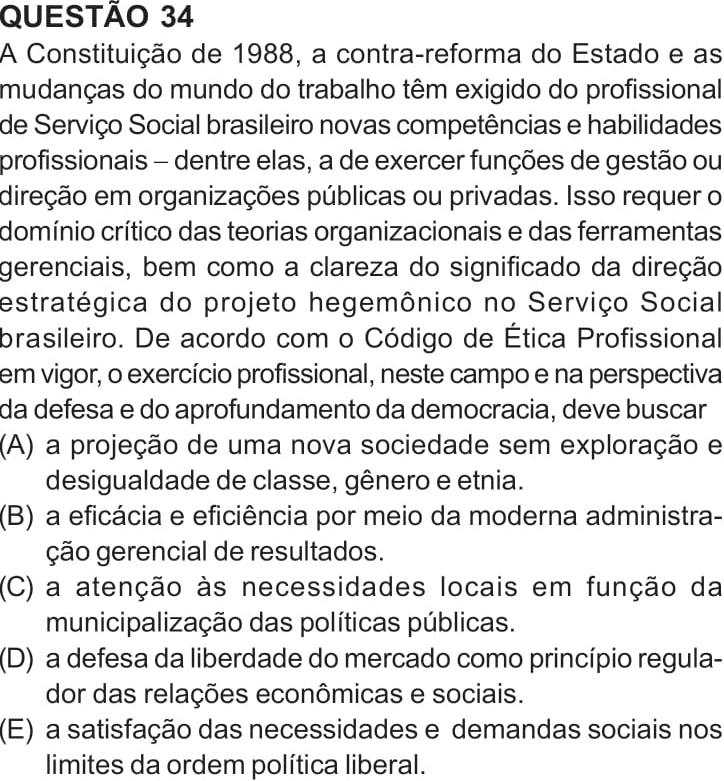 QUESTÃO 34
A Constituição de 1988, a contra-reforma do Estado e as
mudanças do mundo do trabalho têm exigido do profissional
de Serviço Social brasileiro novas competências e habilidades
profissionais – dentre elas, a de exercer funções de gestão ou
direção em organizações públicas ou privadas. Isso requer o
domínio crítico das teorias organizacionais e das ferramentas
gerenciais, bem como a clareza do significado da direção
estratégica do projeto hegemônico no Serviço Social
brasileiro. De acordo com o Código de Ética Profissional
em vigor, o exercício profissional, neste campo e na perspectiva
da defesa e do aprofundamento da democracia, deve buscar
(A) a projeção de uma nova sociedade sem exploração e
desigualdade de classe, gênero e etnia.
(B) a eficácia e eficiência por meio da moderna administra-
ção gerencial de resultados.
(C) a atenção às necessidades locais em função da
municipalização das políticas públicas.
(D) a defesa da liberdade do mercado como princípio regula-
dor das relações econômicas e sociais.
(E) a satisfação das necessidades e demandas sociais nos
limites da ordem política liberal.